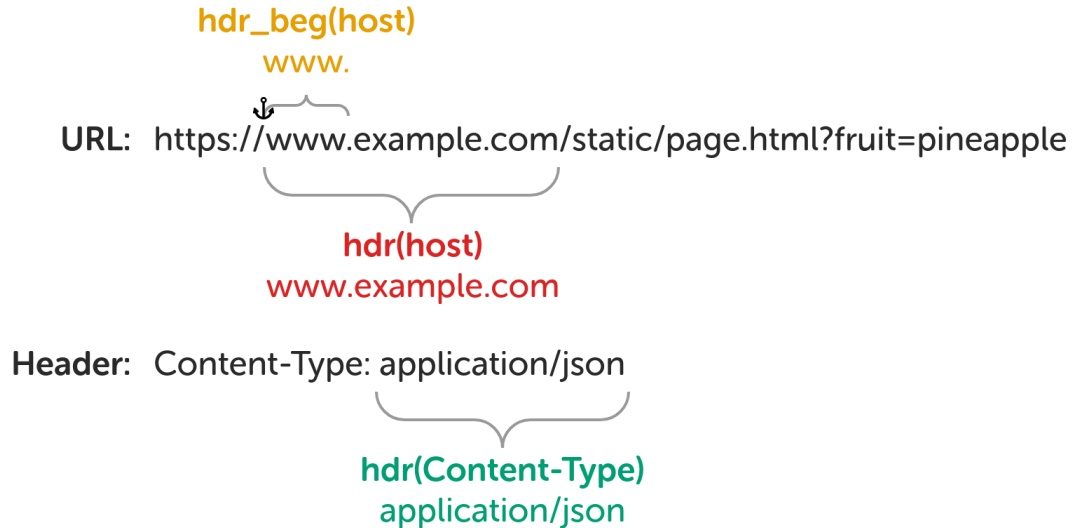 hdr_beg(host)
www.
URL: https://www.example.com/static/page.html?fruit=pineapple
hdr(host)
www.example.com
Header: Content-Type: application/json
hdr(Content-Type)
application/json